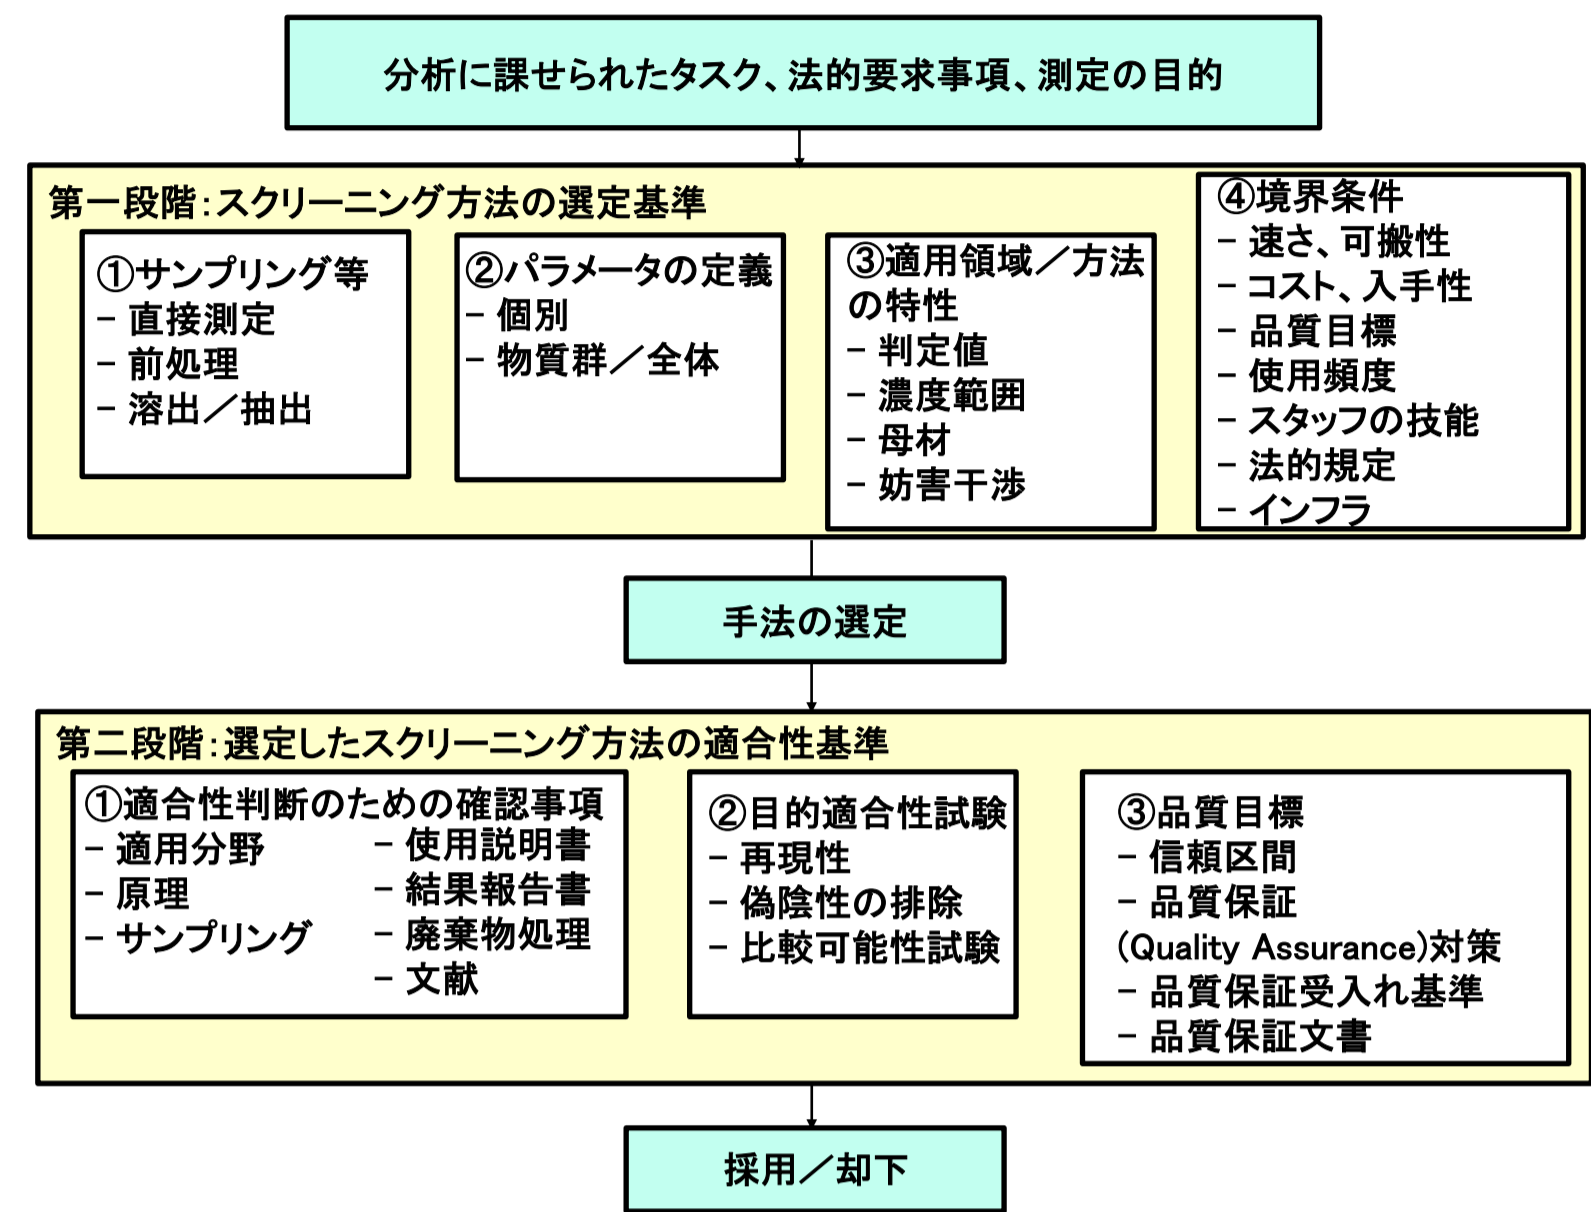 分析に課せられたタスク、法的要求事項、測定の目的
第一段階：スクリーニング方法の選定基準
①サンプリング等
− 直接測定
− 前処理
− 溶出／抽出
②パラメータの定義
− 個別
− 物質群／全体
③適用領域／方法
の特性
− 判定値
− 濃度範囲
− 母材
− 妨害干渉
④境界条件
− 速さ、可搬性
− コスト、入手性
− 品質目標
− 使用頻度
− スタッフの技能
− 法的規定
− インフラ
手法の選定
第二段階：選定したスクリーニング方法の適合性基準
①適合性判断のための確認事項
− 適用分野
− 原理
− サンプリング
− 使用説明書
− 結果報告書
− 廃棄物処理
− 文献
②目的適合性試験
− 再現性
− 偽陰性の排除
− 比較可能性試験
③品質目標
− 信頼区間
− 品質保証
(Quality Assurance)対策
− 品質保証受入れ基準
− 品質保証文書
採用／却下